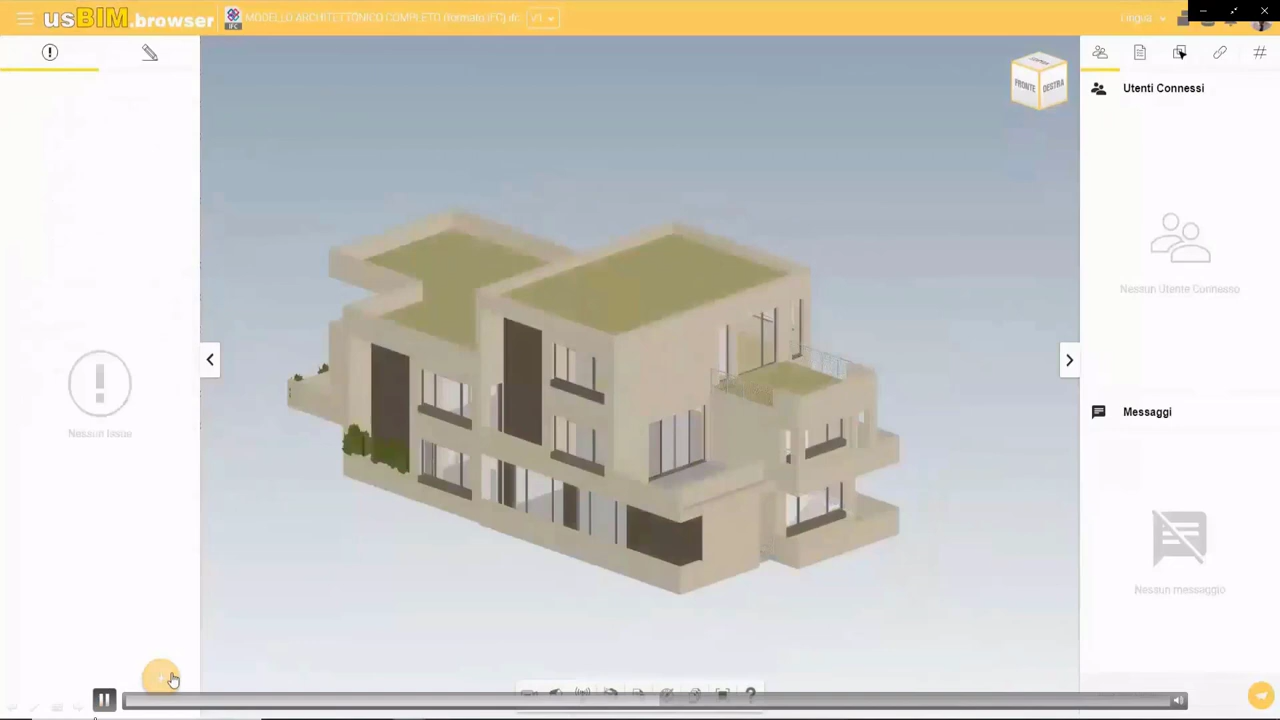 usBIM.browser
IFC
MODELLO ARCHITETTONICO COMPLETO (formato IFC).ifc
V1
Lingua
Utenti Connessi
FRONTE
DESTRA
Nessun Utente Connesso
Nessun Issue
Messaggi
Nessun messaggio